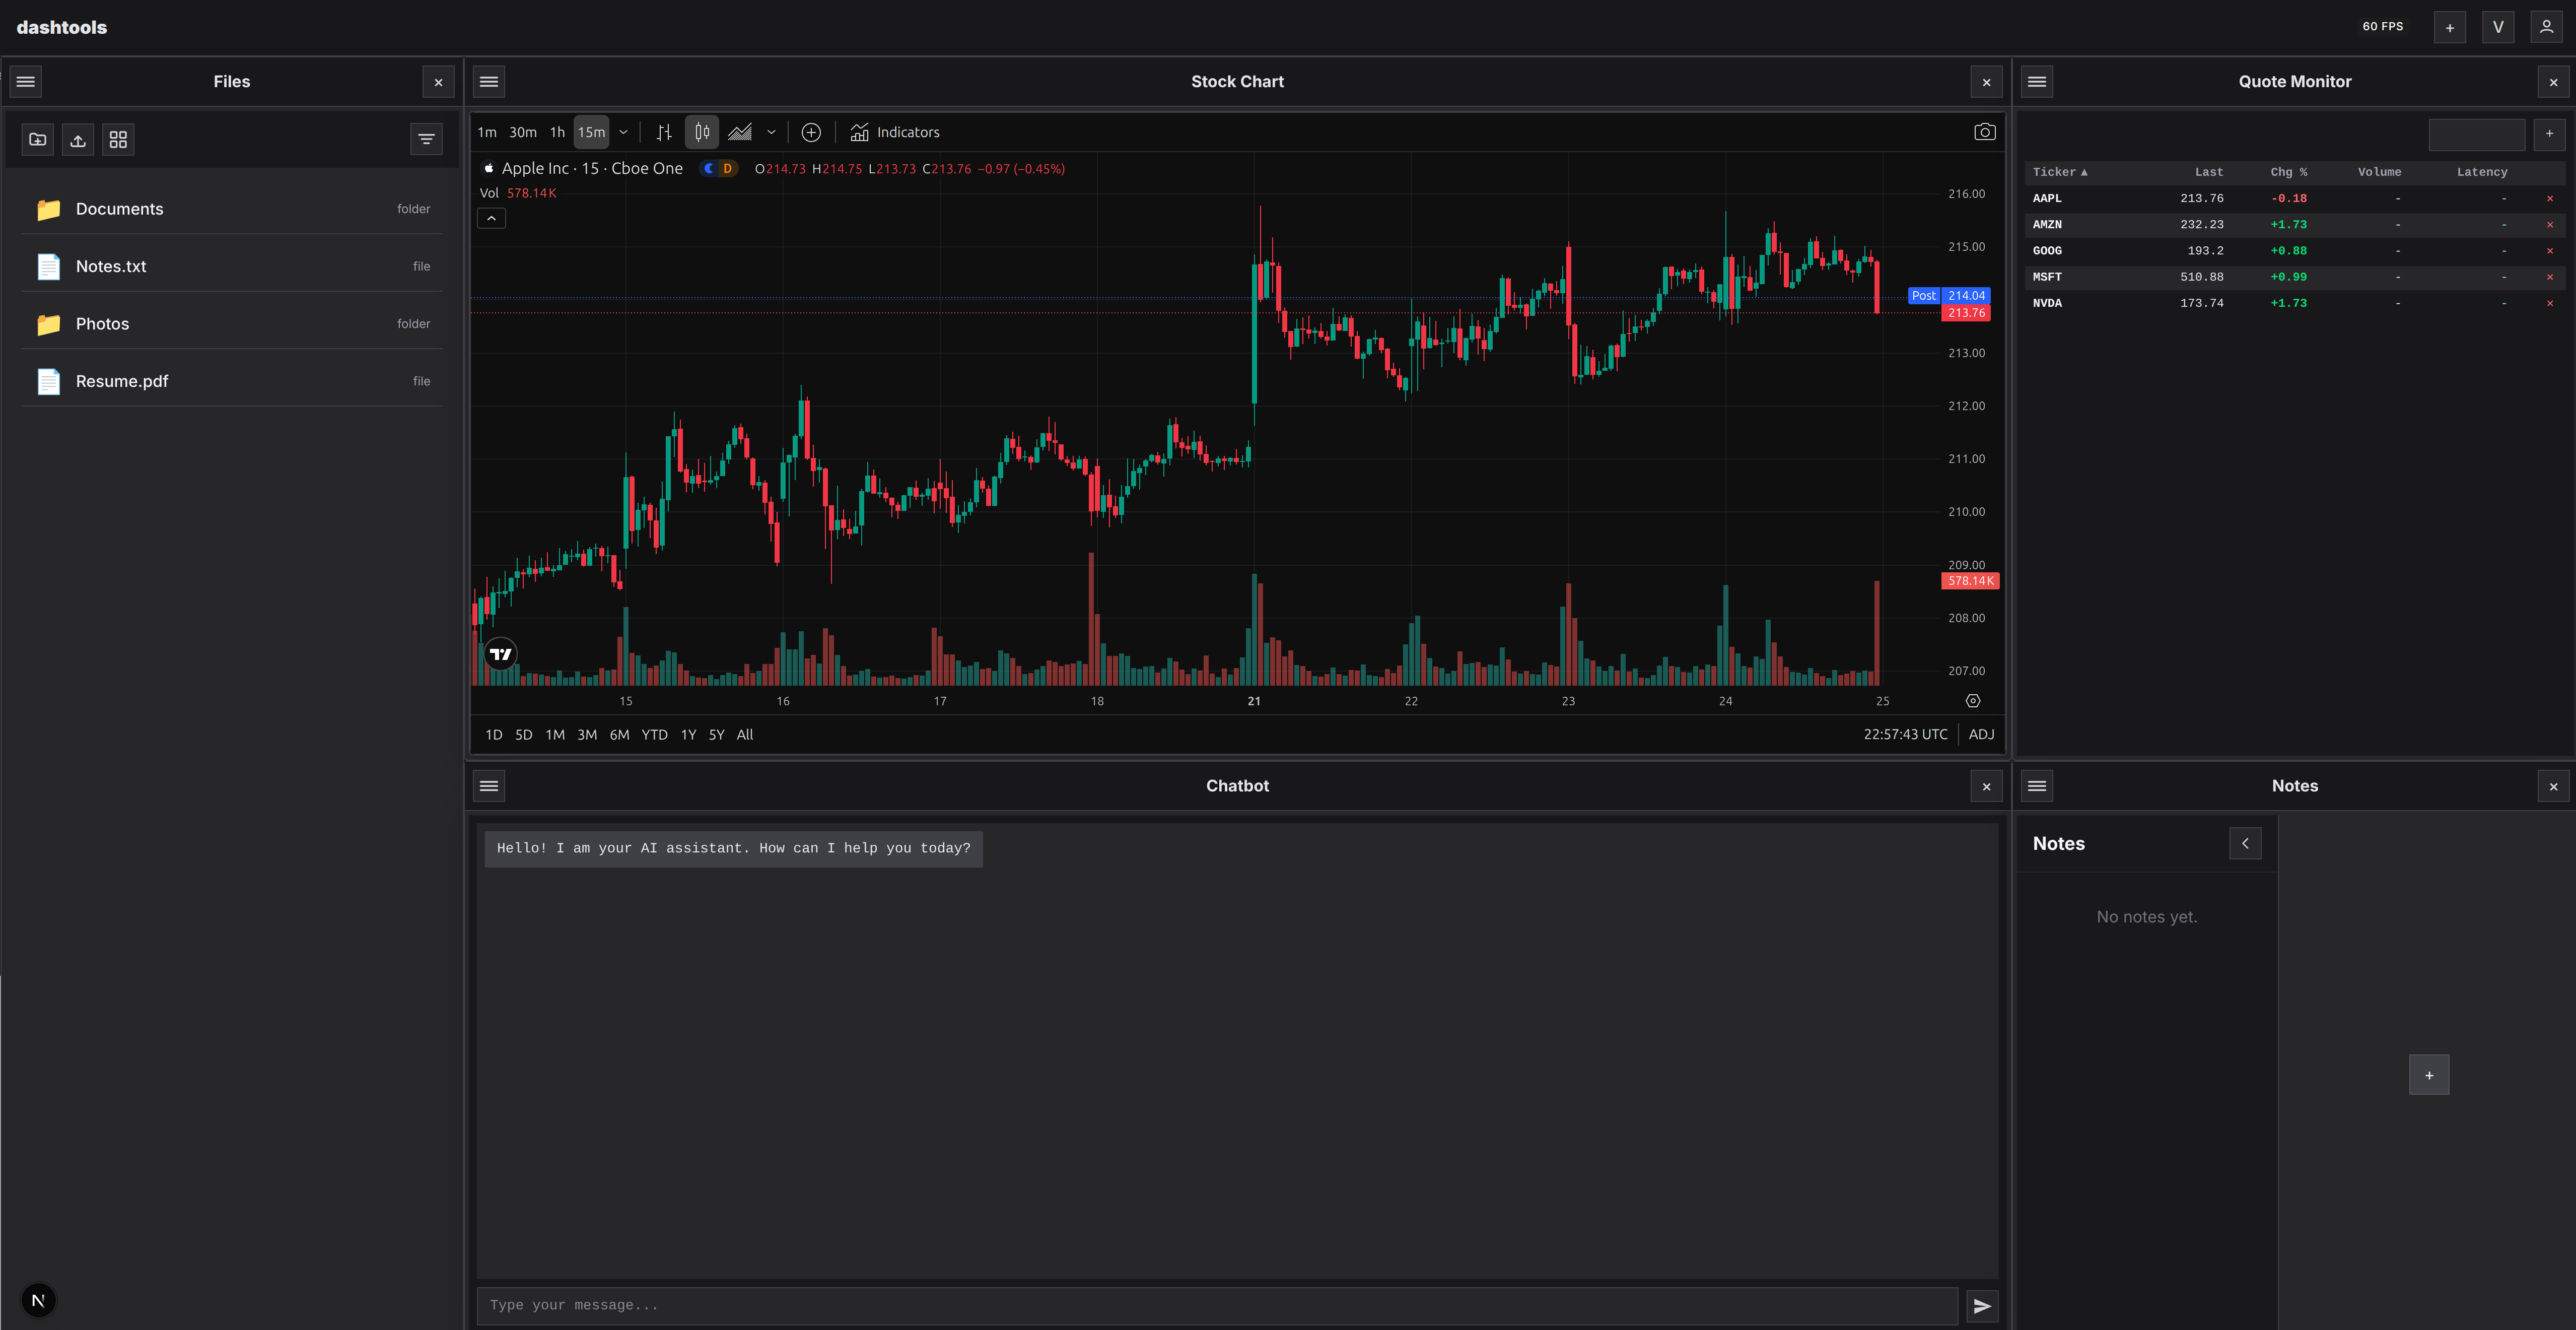 dashtools
60 FPS
+
V
Files
×
Documents
folder
Notes.txt
file
Photos
folder
Resume.pdf
file
N
Stock Chart
×
1m 30m 1h 15m Indicators
Apple Inc · 15 · Cboe One D O214.73 H214.75 L213.73 C213.76 −0.97 (−0.45%)
Vol 578.14K
216.00
215.00
Post 214.04
213.76
213.00
212.00
211.00
210.00
209.00
578.14K
208.00
207.00
15 16 17 18 21 22 23 24 25
1D 5D 1M 3M 6M YTD 1Y 5Y All
22:57:43 UTC ADJ
Quote Monitor
×
+
Ticker ▲ Last Chg % Volume Latency
AAPL 213.76 -0.18 - - ×
AMZN 232.23 +1.73 - - ×
GOOG 193.2 +0.88 - - ×
MSFT 510.88 +0.99 - - ×
NVDA 173.74 +1.73 - - ×
Chatbot
×
Hello! I am your AI assistant. How can I help you today?
Type your message...
Notes
×
Notes
No notes yet.
+